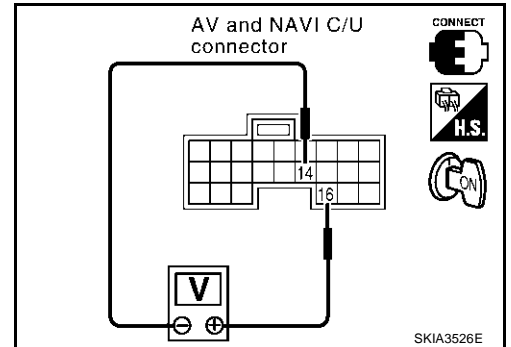 AV and NAVI C/U
connector
CONNECT
H.S.
ON
14
16
V
SKIA3526E